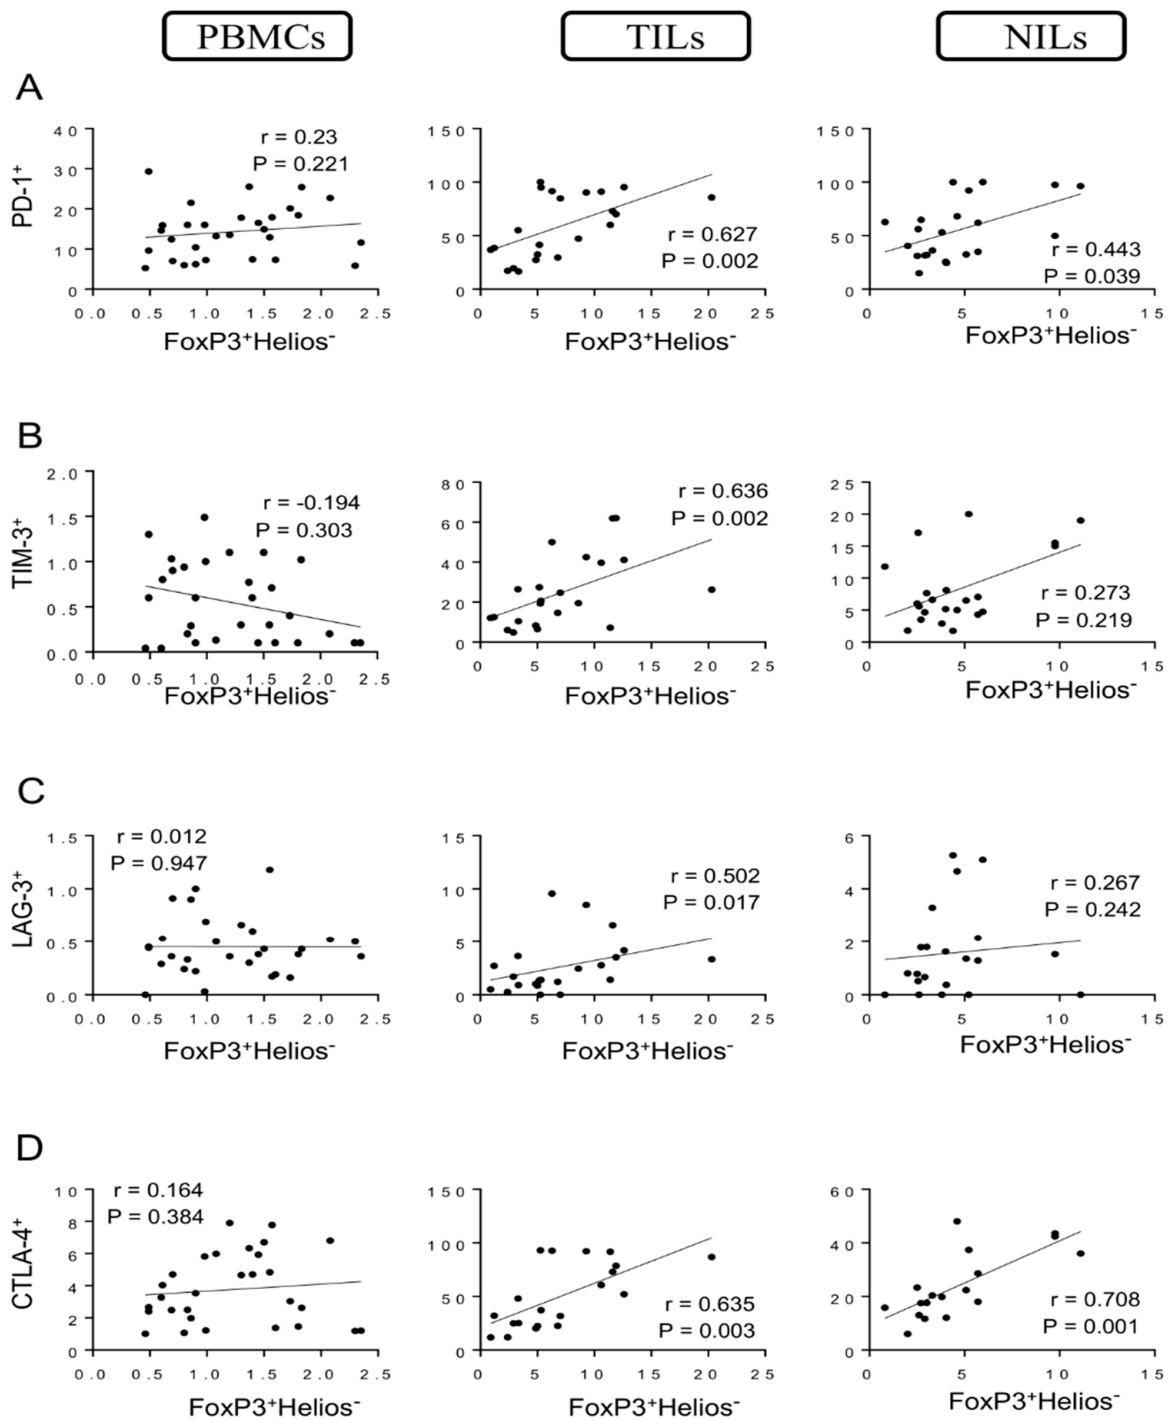 PBMCs TILs NILs
A
PD-1⁺
40
30
20
10
0
r = 0.23
P = 0.221
0.0 0.5 1.0 1.5 2.0 2.5
FoxP3⁺Helios⁻
150
100
50
0
r = 0.627
P = 0.002
0 5 10 15 20 25
FoxP3⁺Helios⁻
150
100
50
0
r = 0.443
P = 0.039
0 5 10 15
FoxP3⁺Helios⁻
B
TIM-3⁺
2.0
1.5
1.0
0.5
0.0
r = -0.194
P = 0.303
0.0 0.5 1.0 1.5 2.0 2.5
FoxP3⁺Helios⁻
80
60
40
20
0
r = 0.636
P = 0.002
0 5 10 15 20 25
FoxP3⁺Helios⁻
25
20
15
10
5
0
r = 0.273
P = 0.219
0 5 10 15
FoxP3⁺Helios⁻
C
LAG-3⁺
1.5
1.0
0.5
0.0
r = 0.012
P = 0.947
0.0 0.5 1.0 1.5 2.0 2.5
FoxP3⁺Helios⁻
15
10
5
0
r = 0.502
P = 0.017
0 5 10 15 20 25
FoxP3⁺Helios⁻
6
4
2
0
r = 0.267
P = 0.242
0 5 10 15
FoxP3⁺Helios⁻
D
CTLA-4⁺
10
8
6
4
2
0
r = 0.164
P = 0.384
0.0 0.5 1.0 1.5 2.0 2.5
FoxP3⁺Helios⁻
150
100
50
0
r = 0.635
P = 0.003
0 5 10 15 20 25
FoxP3⁺Helios⁻
60
40
20
0
r = 0.708
P = 0.001
0 5 10 15
FoxP3⁺Helios⁻